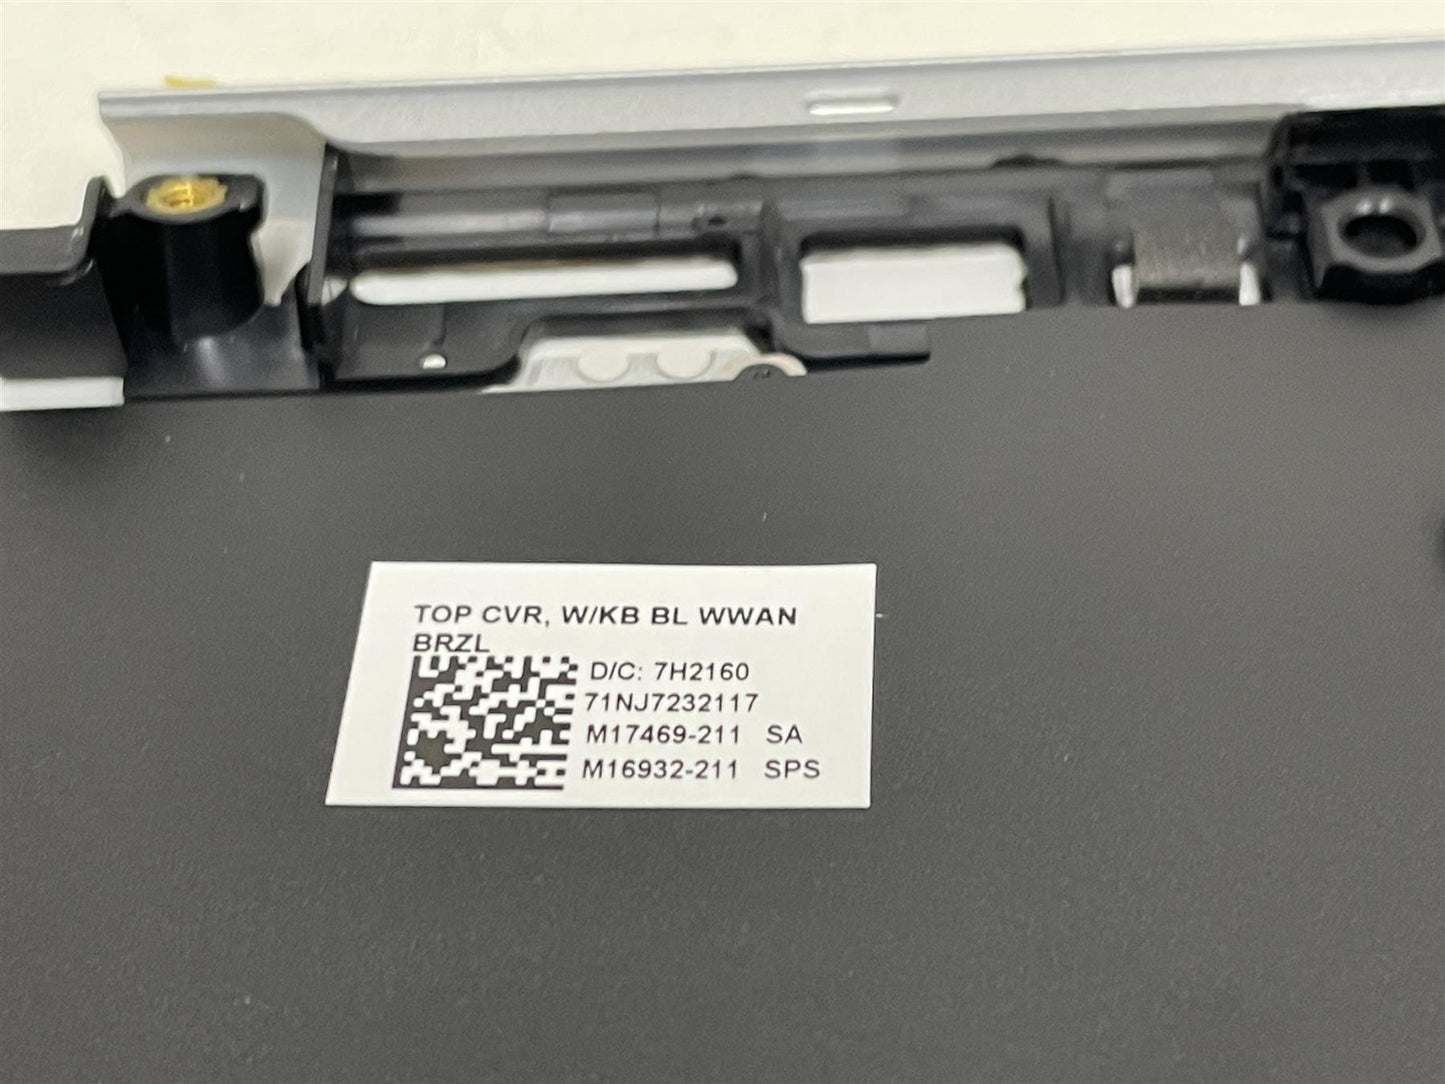 TOP CVR, W/KB BL WWAN
BRZL
D/C: 7H2160
71NJ7232117
M17469-211 SA
M16932-211 SPS